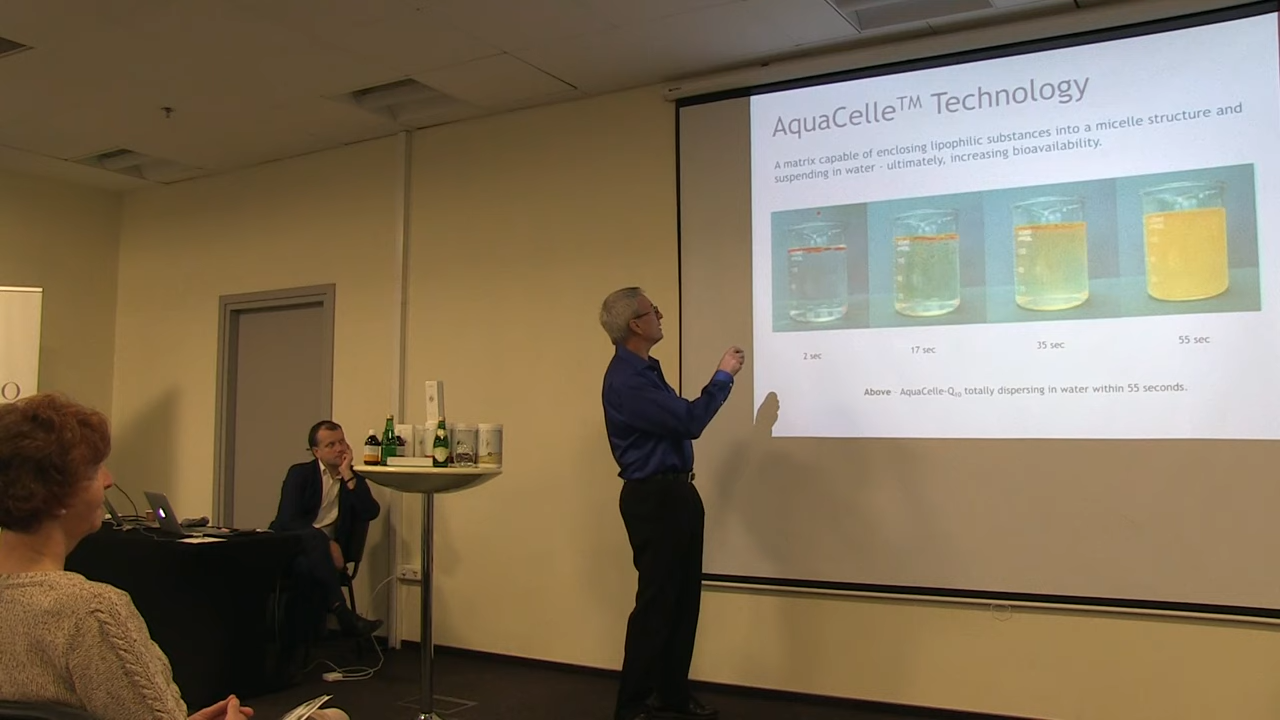 AquaCelle™ Technology
A matrix capable of enclosing lipophilic substances into a micelle structure and
suspending in water - ultimately, increasing bioavailability.
2 sec
17 sec
35 sec
55 sec
Above - AquaCelle-Q₁₀ totally dispersing in water within 55 seconds.
O